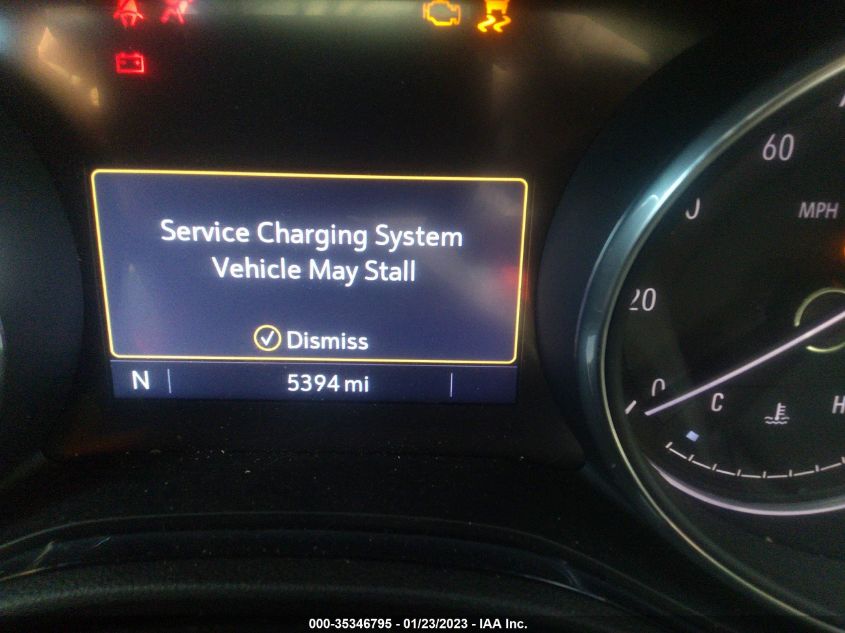 Service Charging System
Vehicle May Stall
Dismiss
N
5394 mi
60
MPH
20
0
C
H
000-35346795 - 01/23/2023 - IAA Inc.